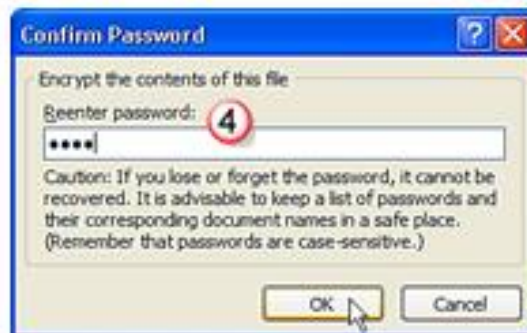 Confirm Password
Encrypt the contents of this file
Reenter password:
4
••••
Caution: If you lose or forget the password, it cannot be
recovered. It is advisable to keep a list of passwords and
their corresponding document names in a safe place.
(Remember that passwords are case-sensitive.)
OK
Cancel